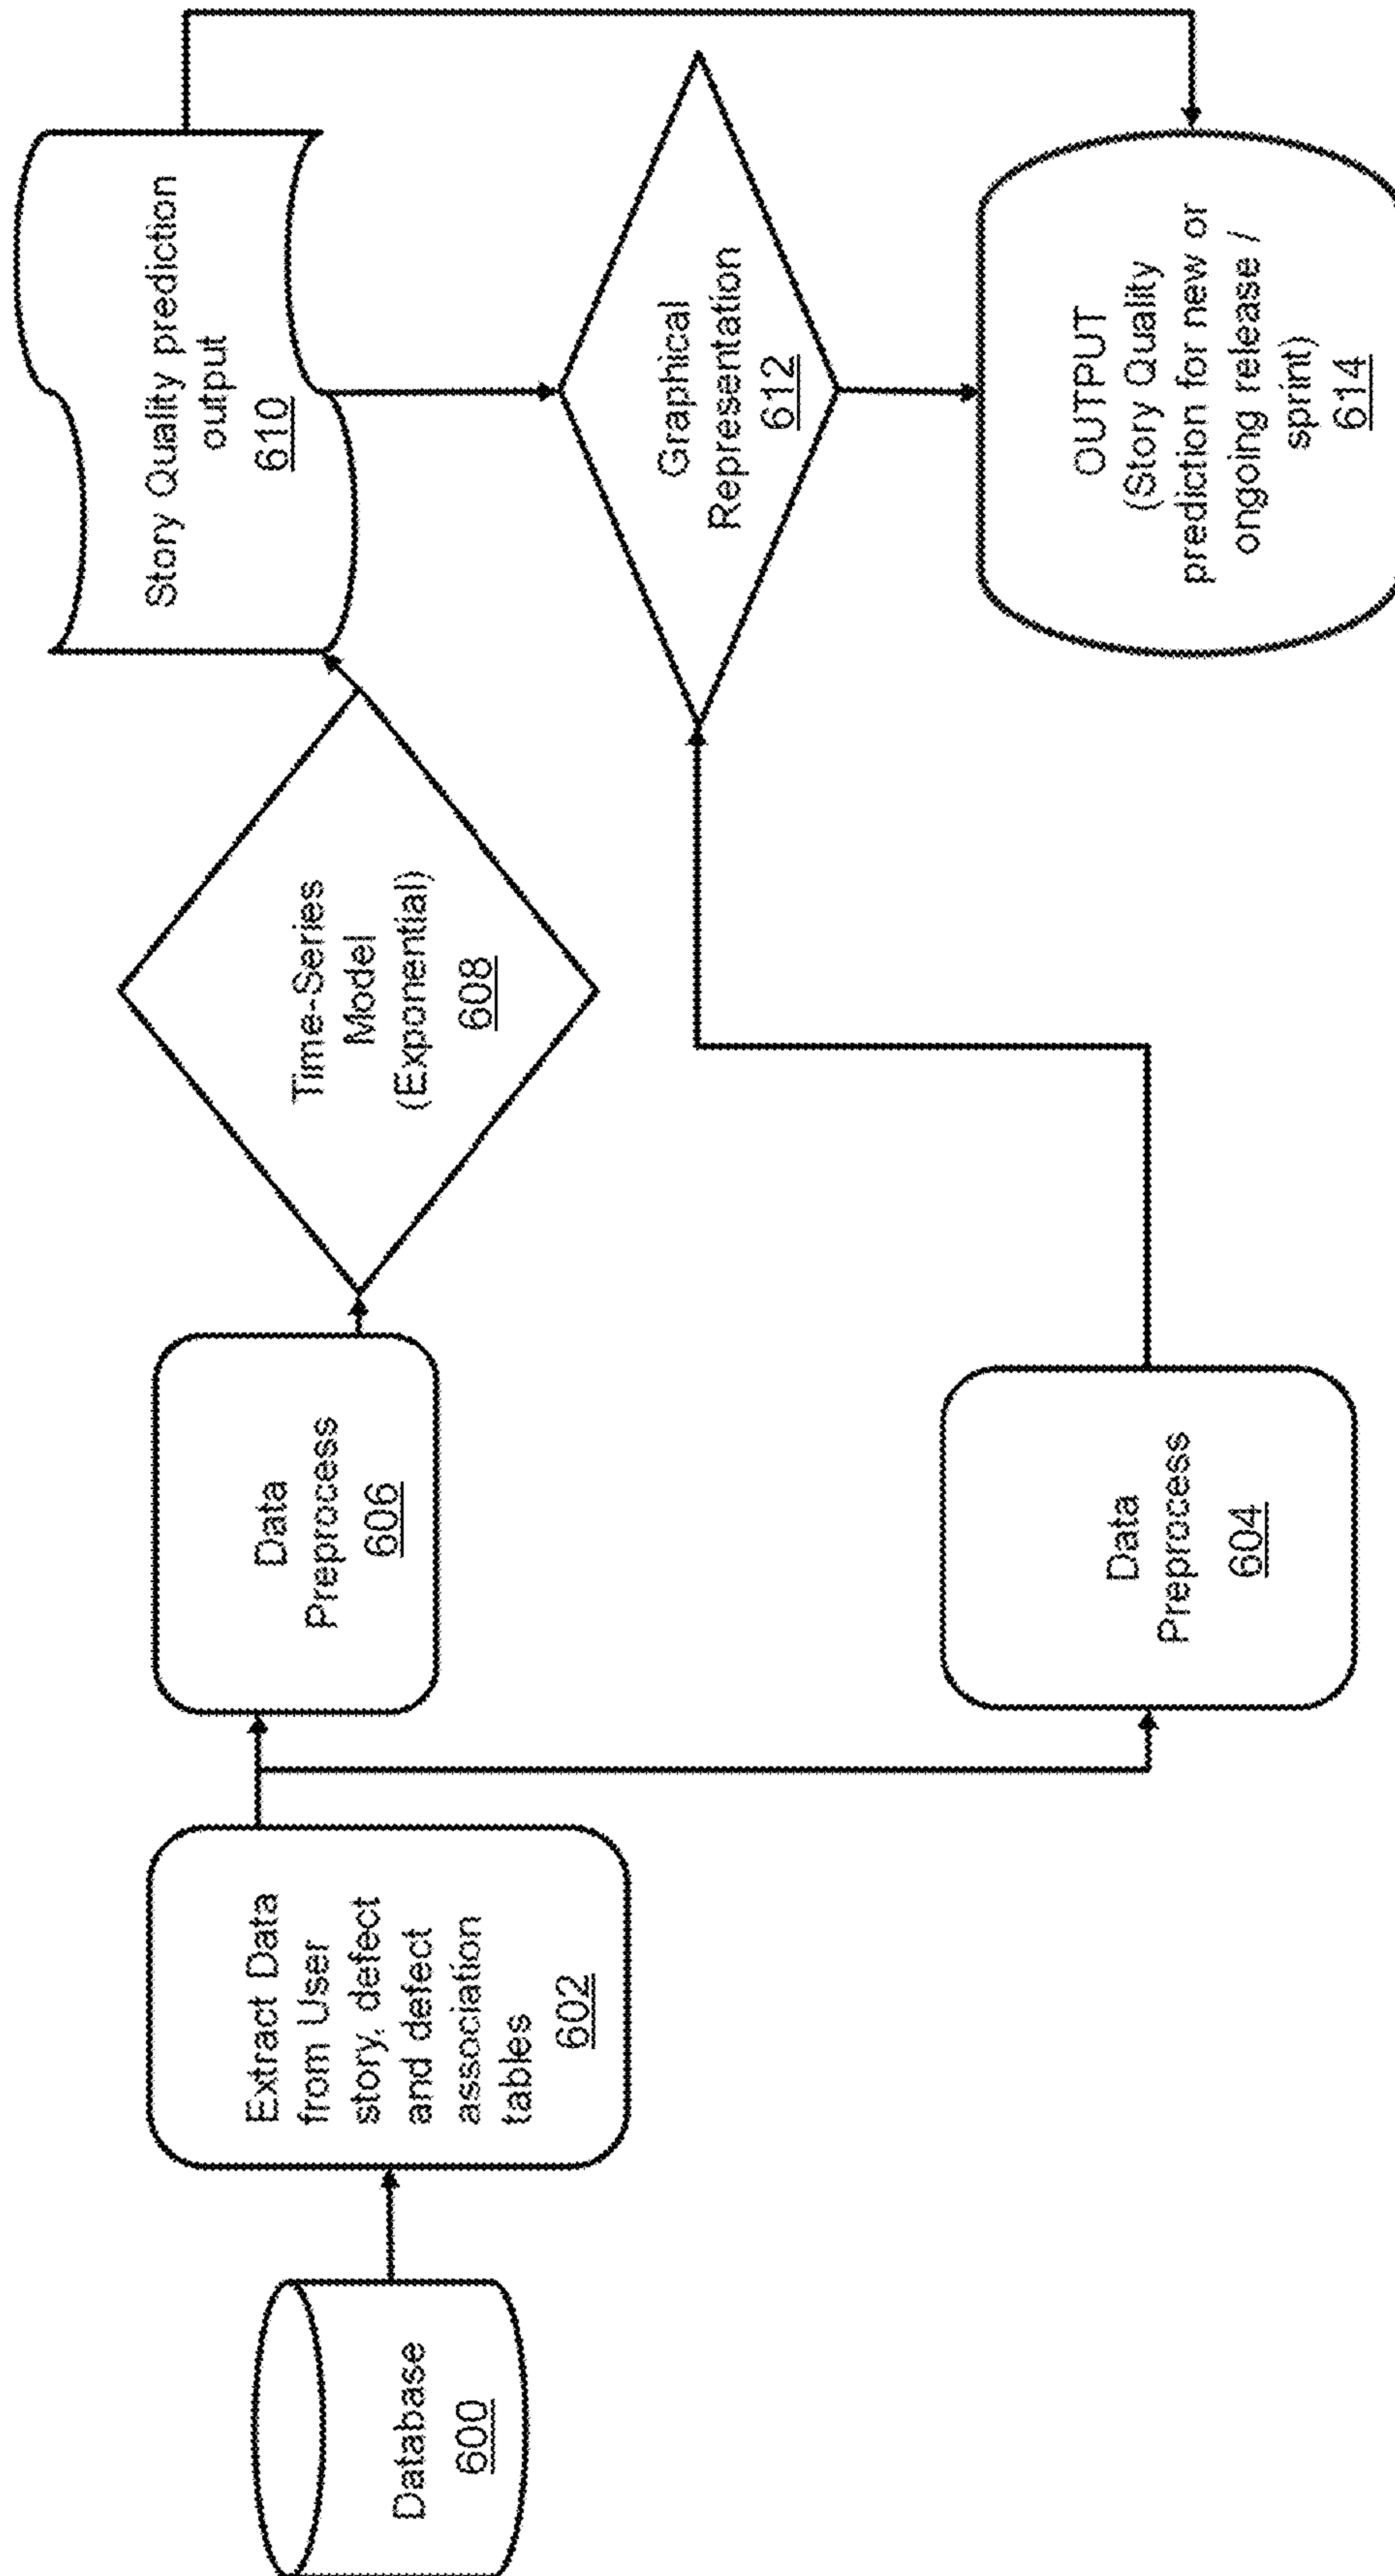 Database
600
Extract Data
from User
story, defect
and defect
association
tables
602
Data
Preprocess
606
Data
Preprocess
604
Time-Series
Model
(Exponential)
608
Story Quality prediction
output
610
Graphical
Representation
612
OUTPUT
(Story Quality
prediction for new or
ongoing release /
sprint)
614